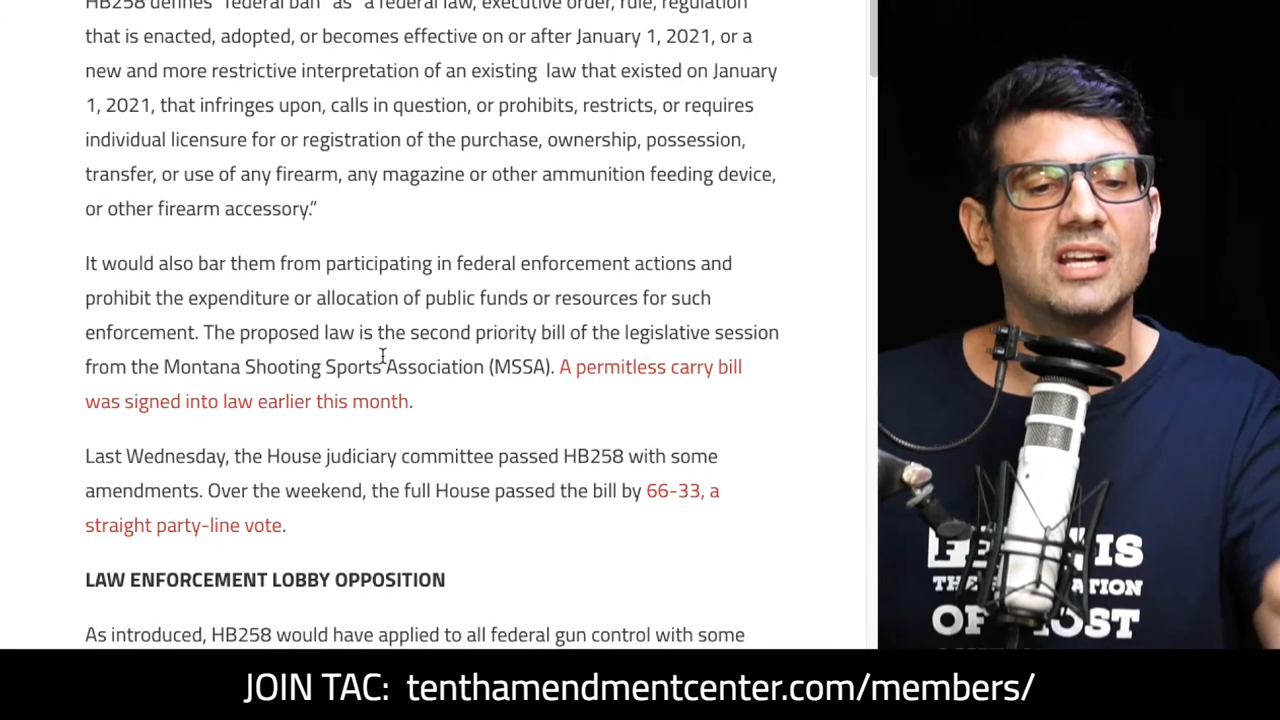 HB258 defines "federal ban" as "a federal law, executive order, rule, regulation
that is enacted, adopted, or becomes effective on or after January 1, 2021, or a
new and more restrictive interpretation of an existing law that existed on January
1, 2021, that infringes upon, calls in question, or prohibits, restricts, or requires
individual licensure for or registration of the purchase, ownership, possession,
transfer, or use of any firearm, any magazine or other ammunition feeding device,
or other firearm accessory.”
It would also bar them from participating in federal enforcement actions and
prohibit the expenditure or allocation of public funds or resources for such
enforcement. The proposed law is the second priority bill of the legislative session
from the Montana Shooting Sports Association (MSSA). A permitless carry bill
was signed into law earlier this month.
Last Wednesday, the House judiciary committee passed HB258 with some
amendments. Over the weekend, the full House passed the bill by 66-33, a
straight party-line vote.
LAW ENFORCEMENT LOBBY OPPOSITION
As introduced, HB258 would have applied to all federal gun control with some
IS
THE
OF MOST
JOIN TAC: tenthamendmentcenter.com/members/